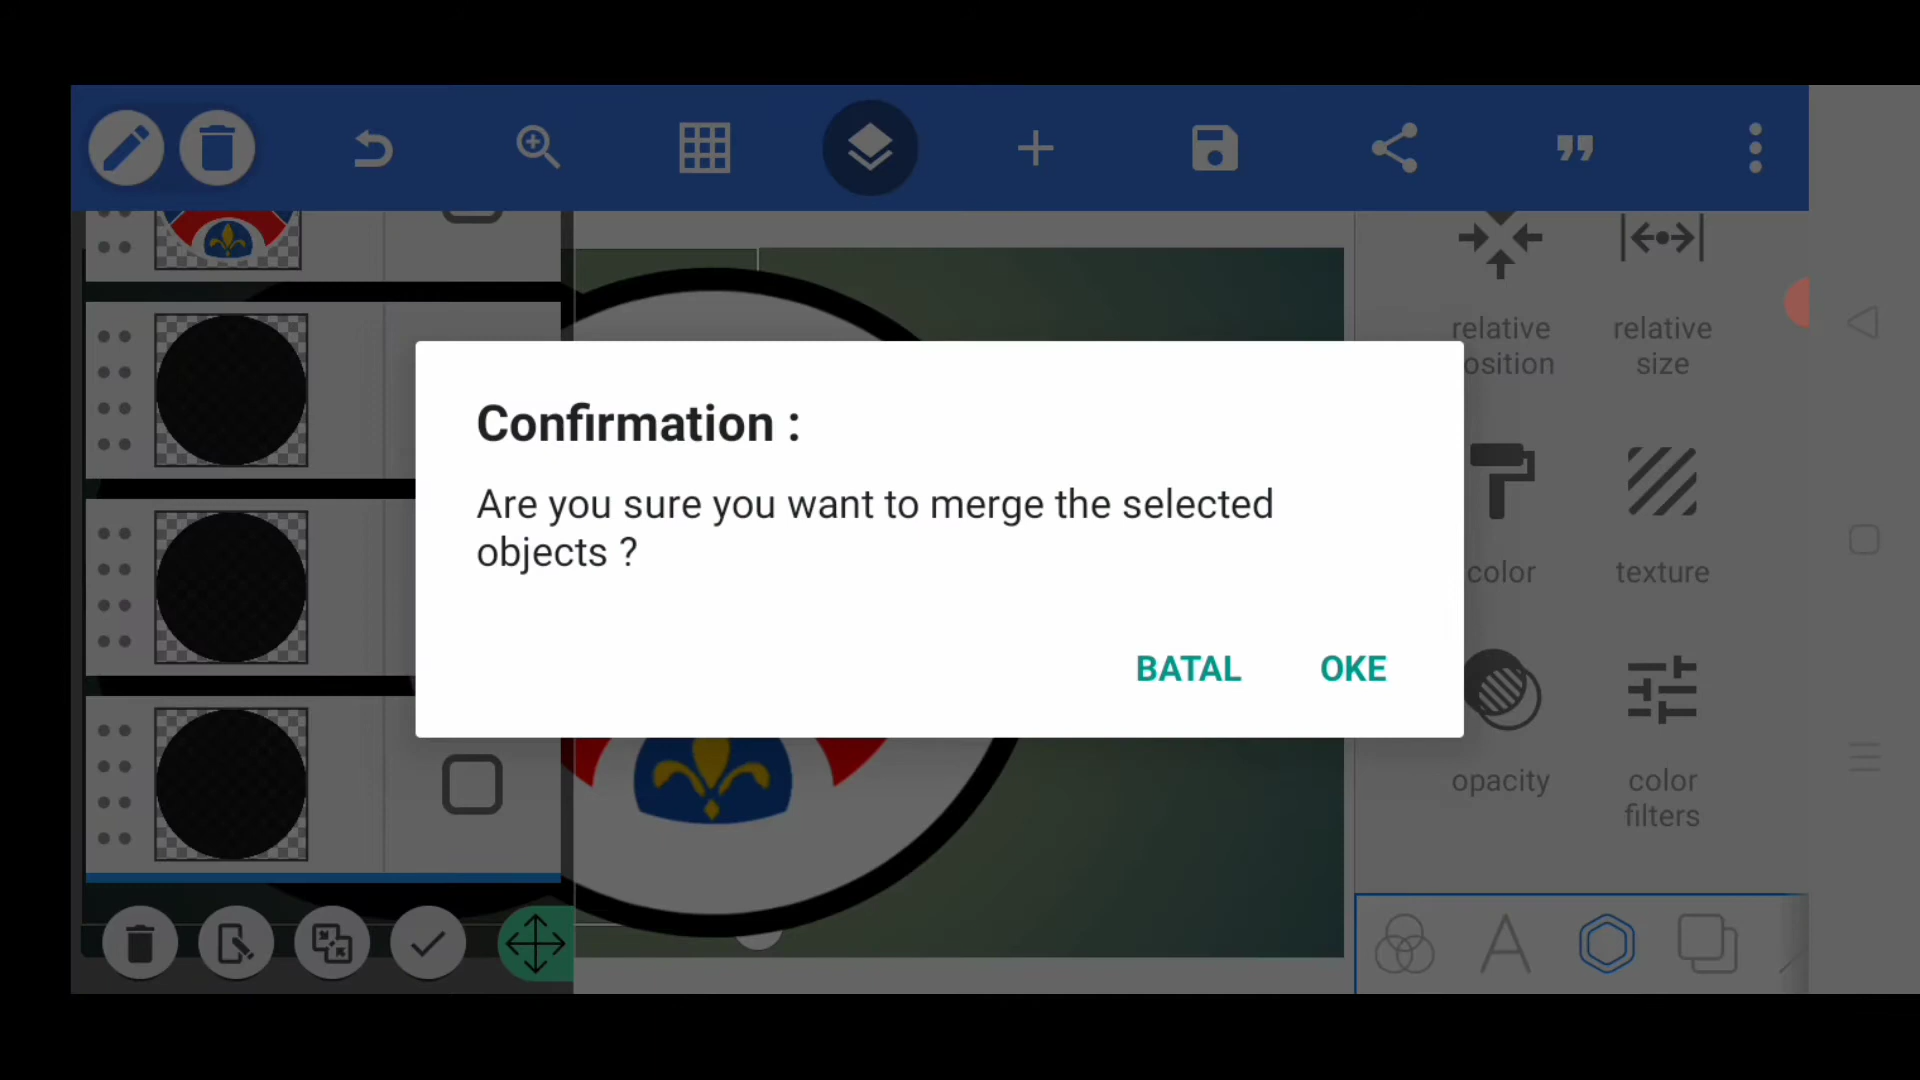 relative
osition
relative
size
Confirmation :
Are you sure you want to merge the selected
objects ?
BATAL
OKE
color
texture
opacity
color
filters